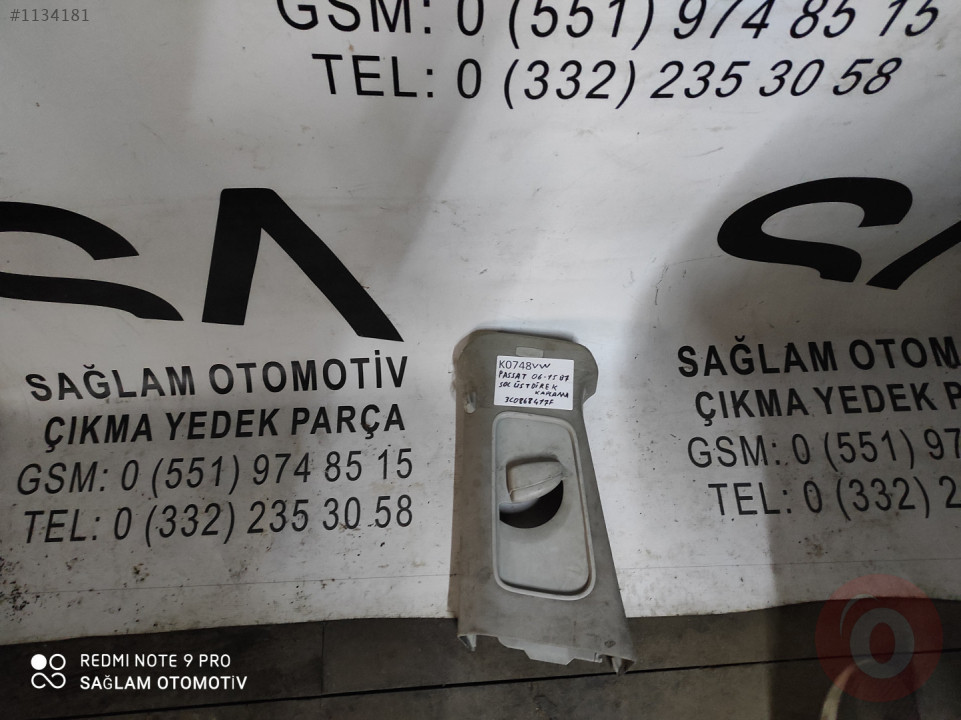 #1134181
GSM: 0 (551) 974 85 15
TEL: 0 (332) 235 30 58
SA
S
SAĞLAM OTOMOTİV
ÇIKMA YEDEK PARÇA
GSM: 0 (551) 974 85 15
TEL: 0 (332) 235 30 58
SAĞLAM OTOM
ÇIKMA YEDEK P
GSM: 0 (551) 97
TEL: 0 (332) 2
K0748VW
PASSAT 06-15 B7
SOL ÜST DİREK
KAPLAMA
3C0868417F
REDMI NOTE 9 PRO
SAĞLAM OTOMOTİV